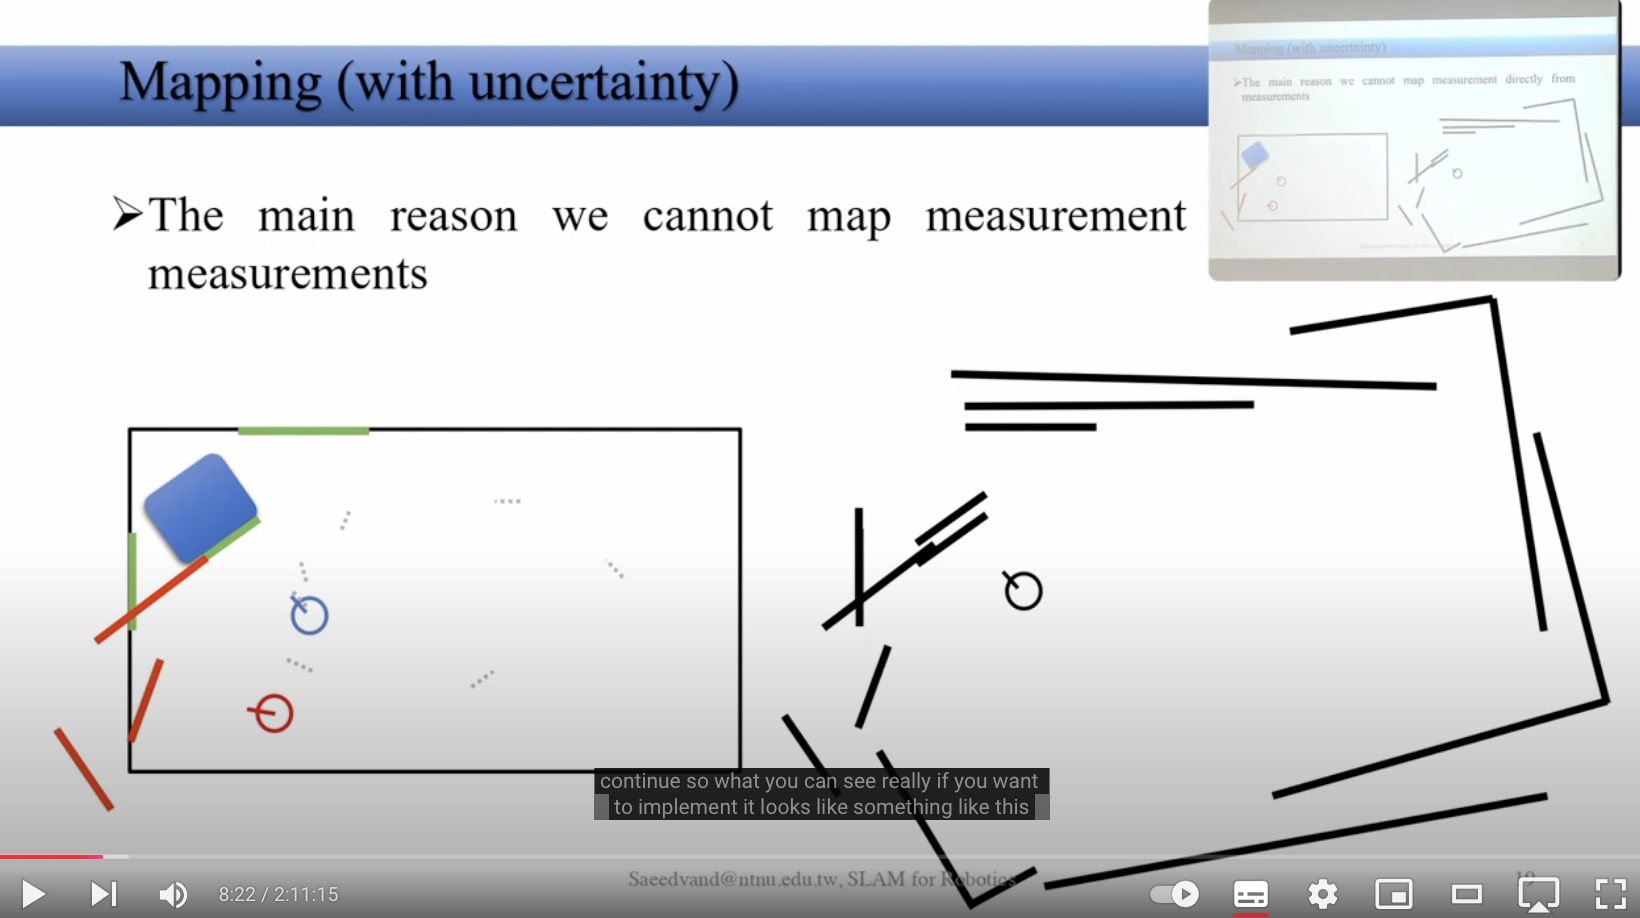 Mapping (with uncertainty)
➢The main reason we cannot map measurement
measurements
Mapping (with uncertainty)
➢The main reason we cannot map measurement directly from
measurements
continue so what you can see really if you want
to implement it looks like something like this
Saeedvand@ntnu.edu.tw, SLAM for Robotics
19
8:22 / 2:11:15